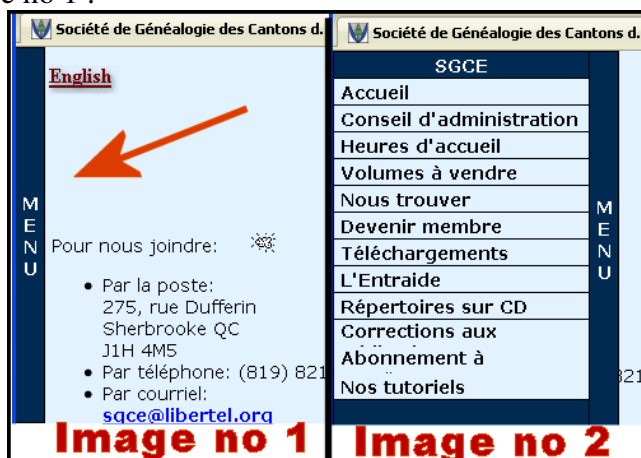 Société de Généalogie des Cantons d.
English
M
E
N
U
Pour nous joindre:
• Par la poste:
275, rue Dufferin
Sherbrooke QC
J1H 4M5
• Par téléphone: (819) 821
• Par courriel:
sgce@libertel.org
Image no 1
Société de Généalogie des Cantons d.
SGCE
Accueil
Conseil d'administration
Heures d'accueil
Volumes à vendre
Nous trouver
Devenir membre
Téléchargements
L'Entraide
Répertoires sur CD
Corrections aux
Abonnement à
Nos tutoriels
M
E
N
U
821
Image no 2